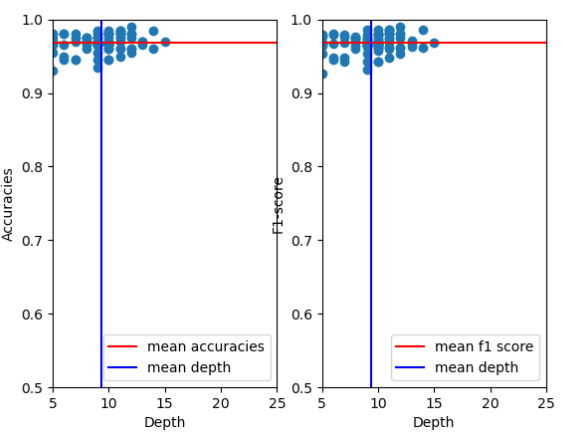 1.0
0.9
0.8
0.7
0.6
0.5
Accuracies
5 10 15 20 25
Depth
mean accuracies
mean depth
1.0
0.9
0.8
0.7
0.6
0.5
F1-score
5 10 15 20 25
Depth
mean f1 score
mean depth